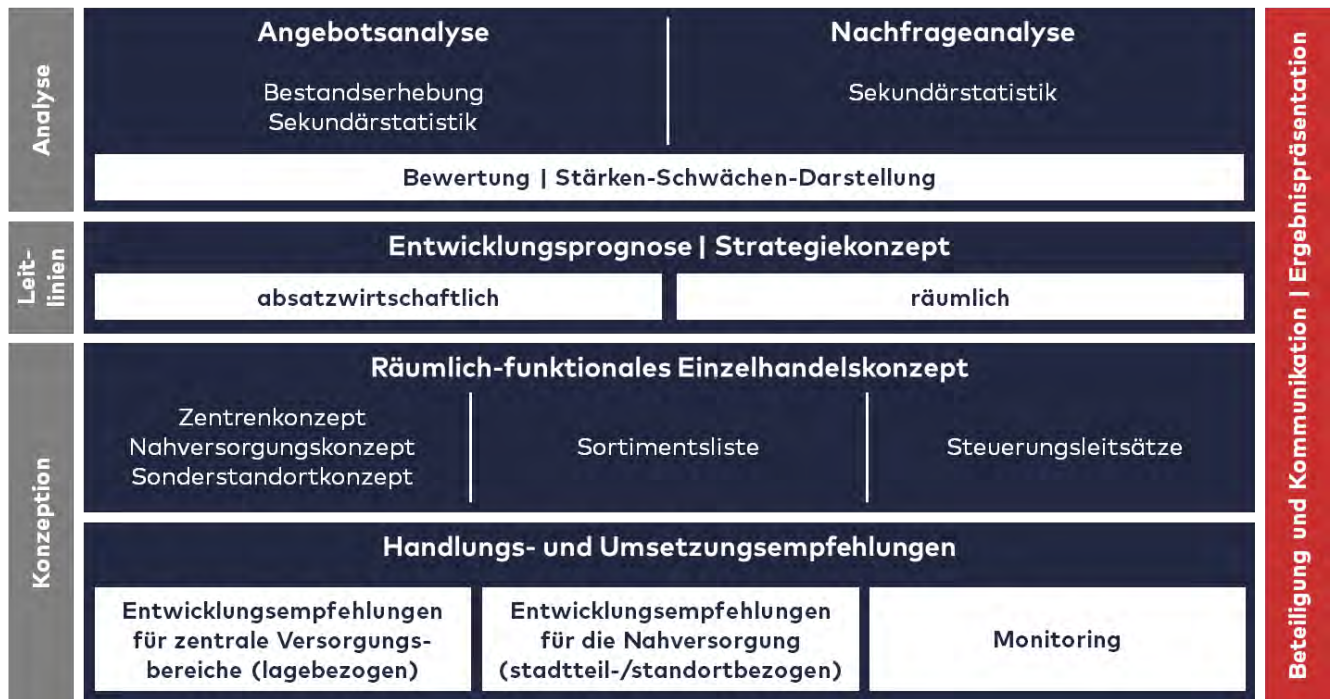 Analyse
Angebotsanalyse
Bestandserhebung
Sekundärstatistik
Nachfrageanalyse
Sekundärstatistik
Bewertung | Stärken-Schwächen-Darstellung
Leit-
linien
Entwicklungsprognose | Strategiekonzept
absatzwirtschaftlich
räumlich
Konzeption
Räumlich-funktionales Einzelhandelskonzept
Zentrenkonzept
Nahversorgungskonzept
Sonderstandortkonzept
Sortimentsliste
Steuerungsleitsätze
Handlungs- und Umsetzungsempfehlungen
Entwicklungsempfehlungen
für zentrale Versorgungs-
bereiche (lagebezogen)
Entwicklungsempfehlungen
für die Nahversorgung
(stadtteil-/standortbezogen)
Monitoring
Beteiligung und Kommunikation | Ergebnispräsentation